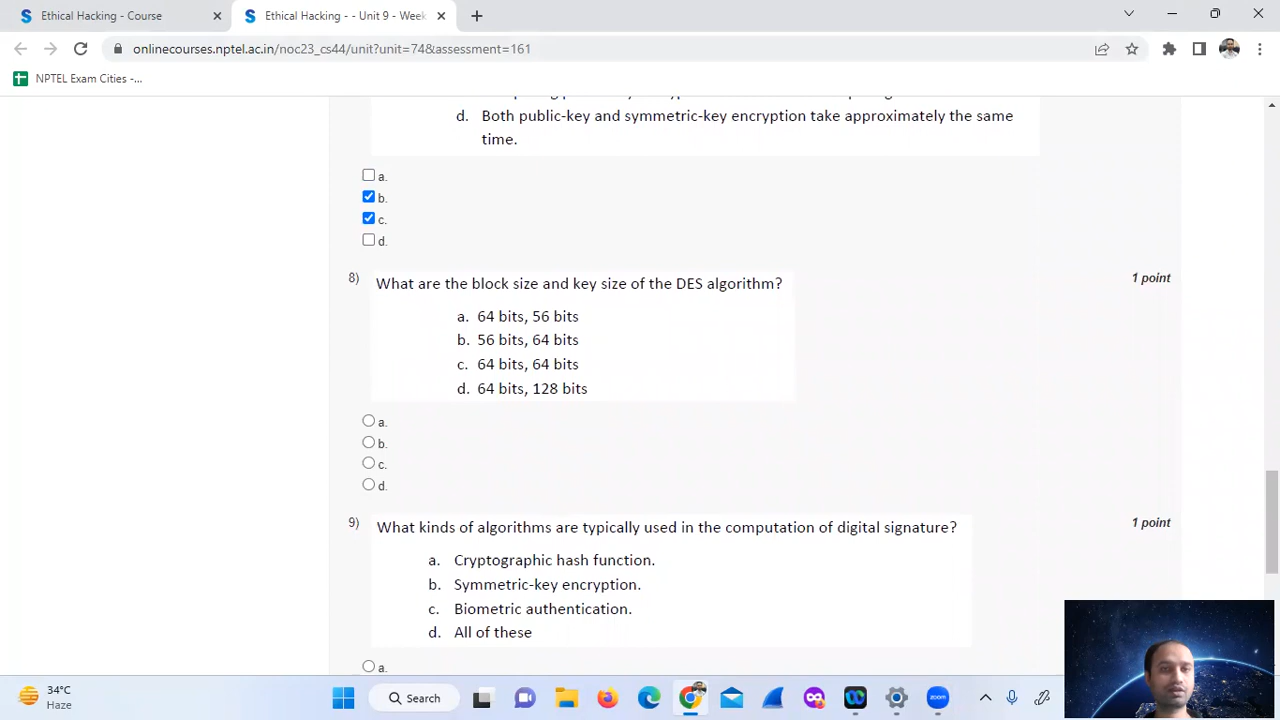 Ethical Hacking - Course
Ethical Hacking - - Unit 9 - Week
onlinecourses.nptel.ac.in/noc23_cs44/unit?unit=74&assessment=161
NPTEL Exam Cities -...
d. Both public-key and symmetric-key encryption take approximately the same
time.
a.
b.
c.
d.
8) What are the block size and key size of the DES algorithm? 1 point
a. 64 bits, 56 bits
b. 56 bits, 64 bits
c. 64 bits, 64 bits
d. 64 bits, 128 bits
a.
b.
c.
d.
9) What kinds of algorithms are typically used in the computation of digital signature? 1 point
a. Cryptographic hash function.
b. Symmetric-key encryption.
c. Biometric authentication.
d. All of these
a.
34°C
Haze
Search
zoom